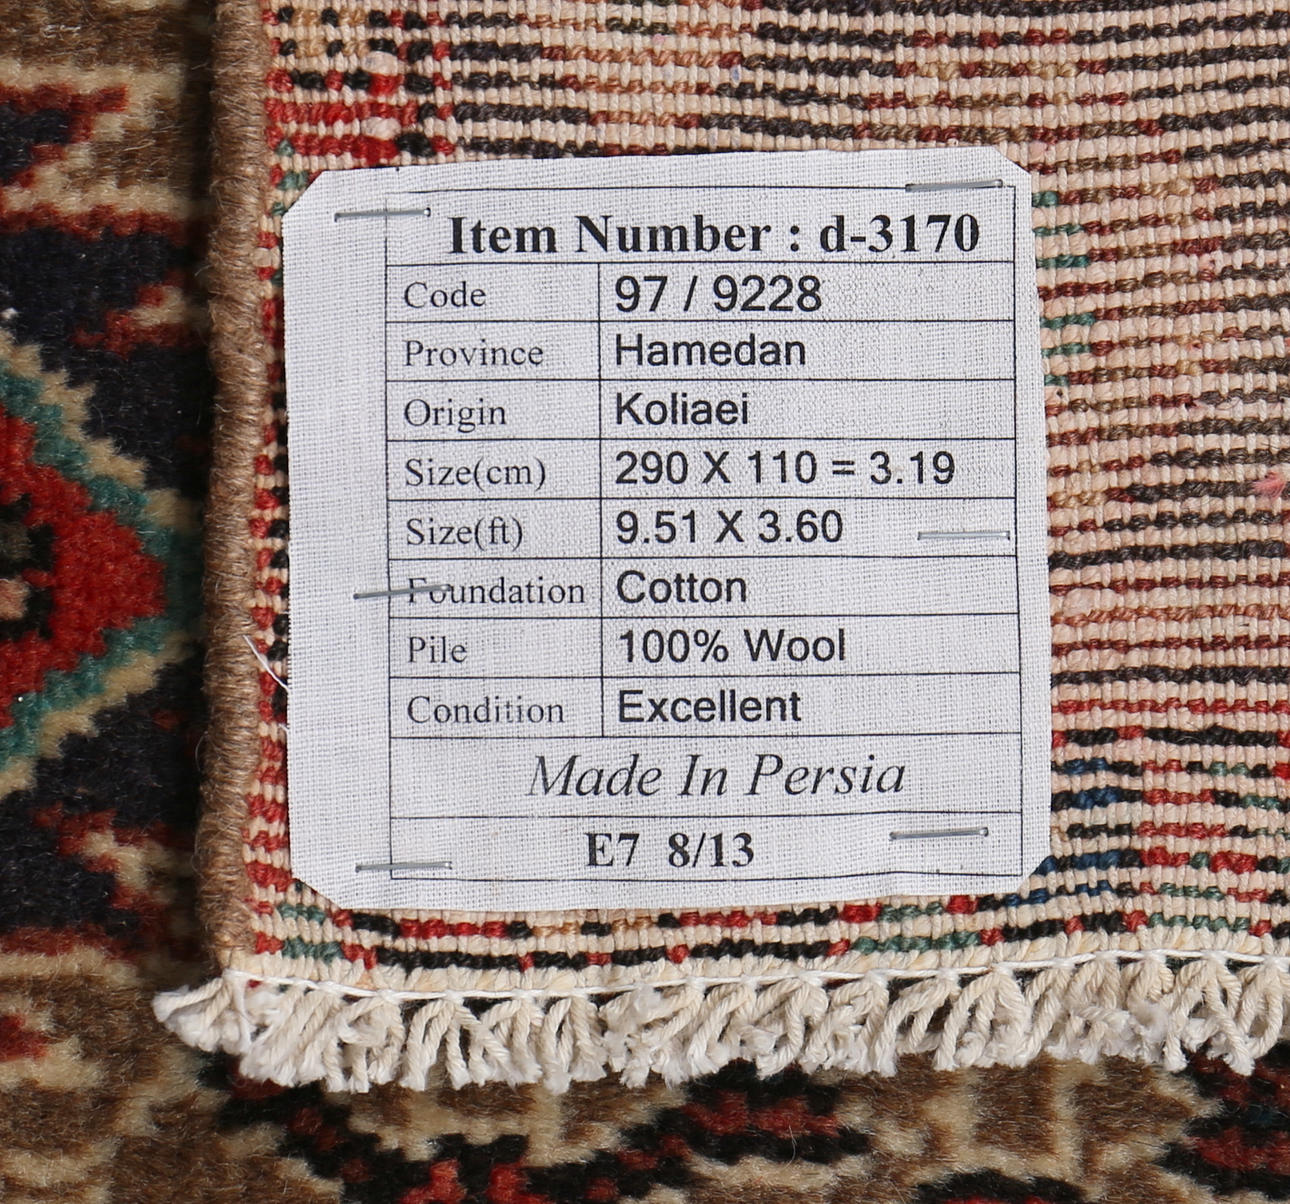 Item Number : d-3170
Code 97 / 9228
Province Hamedan
Origin Koliaei
Size(cm) 290 X 110 = 3.19
Size(ft) 9.51 X 3.60
Foundation Cotton
Pile 100% Wool
Condition Excellent
Made In Persia
E7 8/13